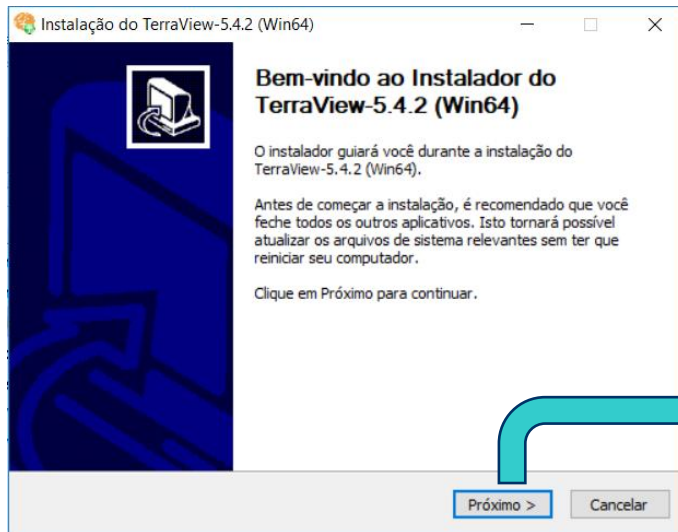 Instalação do TerraView-5.4.2 (Win64)
Bem-vindo ao Instalador do
TerraView-5.4.2 (Win64)
O instalador guiará você durante a instalação do
TerraView-5.4.2 (Win64).
Antes de começar a instalação, é recomendado que você
feche todos os outros aplicativos. Isto tornará possível
atualizar os arquivos de sistema relevantes sem ter que
reiniciar seu computador.
Clique em Próximo para continuar.
Próximo > Cancelar